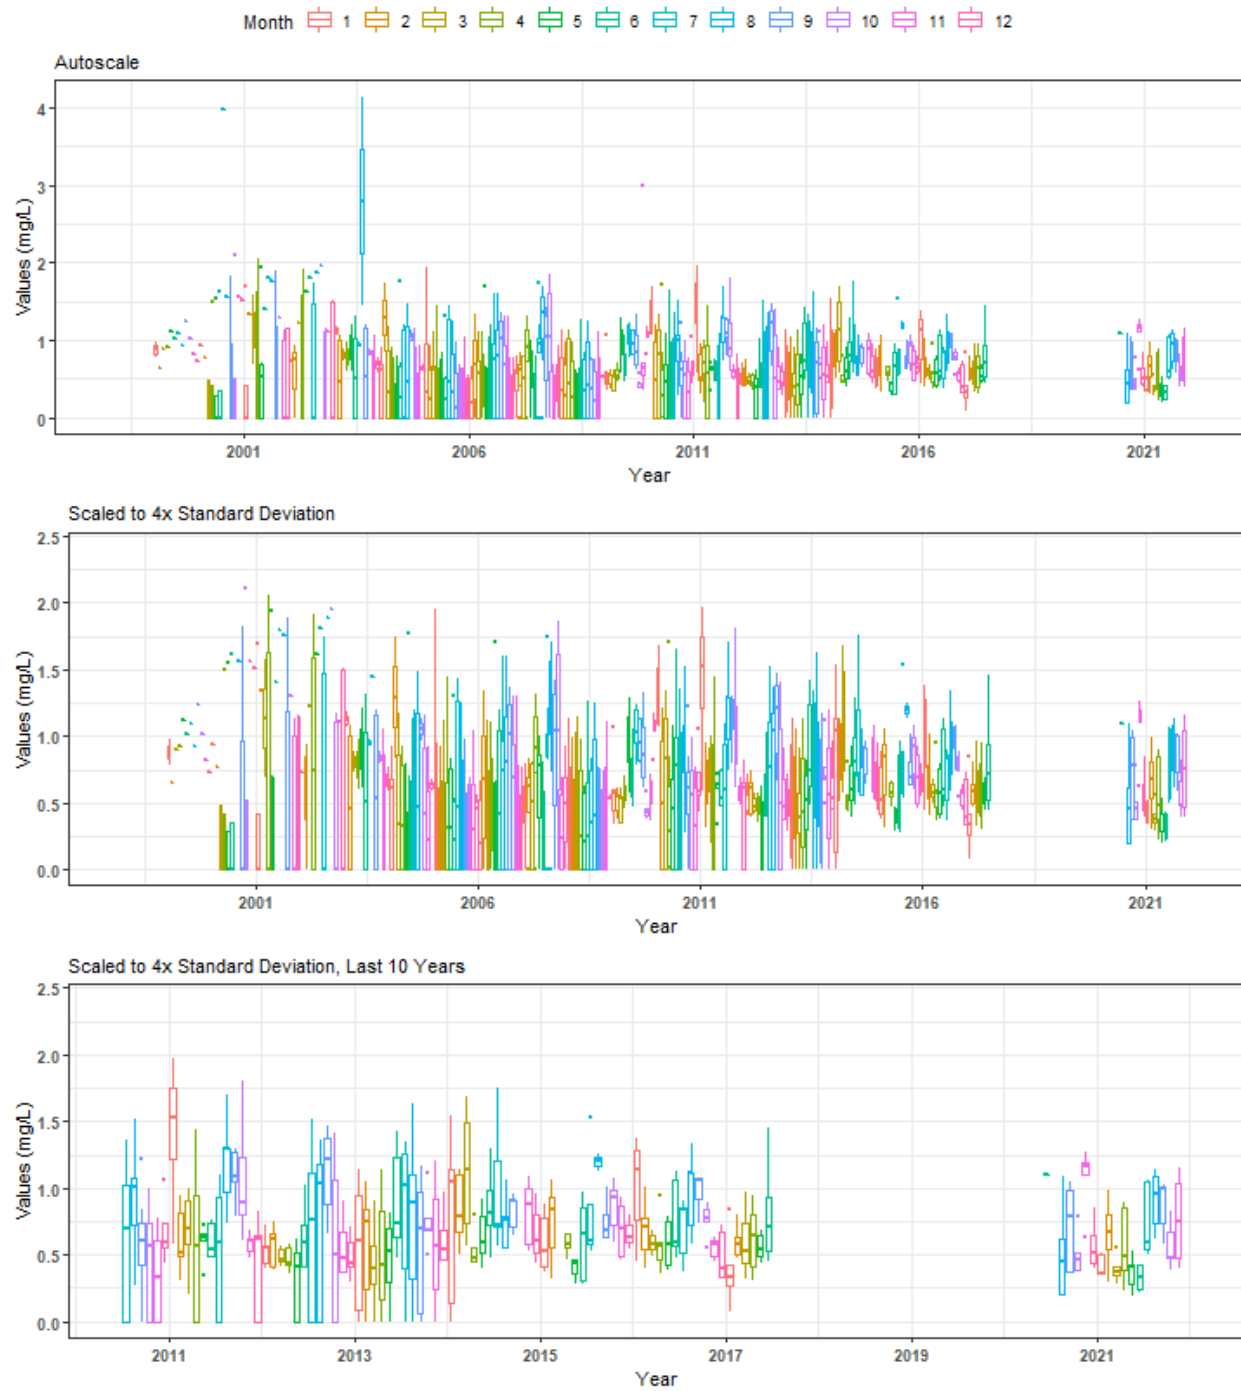 Month 1 2 3 4 5 6 7 8 9 10 11 12
Autoscale
4
3
2
1
0
Values (mg/L)
2001 2006 2011 2016 2021
Year
Scaled to 4x Standard Deviation
2.5
2.0
1.5
1.0
0.5
0.0
Values (mg/L)
2001 2006 2011 2016 2021
Year
Scaled to 4x Standard Deviation, Last 10 Years
2.5
2.0
1.5
1.0
0.5
0.0
Values (mg/L)
2011 2013 2015 2017 2019 2021
Year